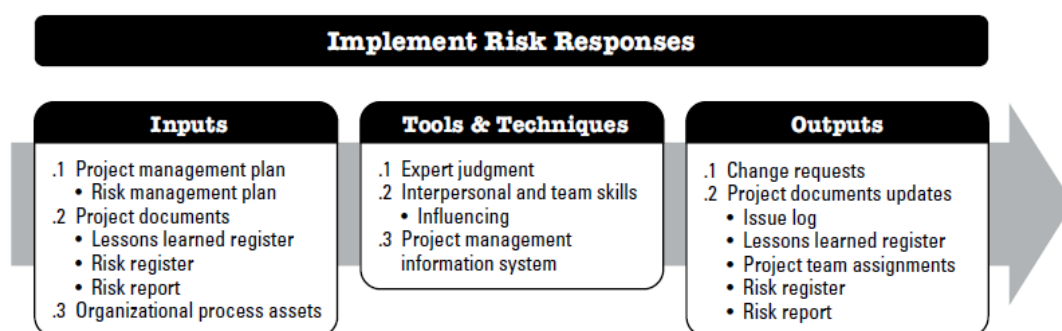 Implement Risk Responses
Inputs
.1 Project management plan
• Risk management plan
.2 Project documents
• Lessons learned register
• Risk register
• Risk report
.3 Organizational process assets
Tools & Techniques
.1 Expert judgment
.2 Interpersonal and team skills
• Influencing
.3 Project management
information system
Outputs
.1 Change requests
.2 Project documents updates
• Issue log
• Lessons learned register
• Project team assignments
• Risk register
• Risk report